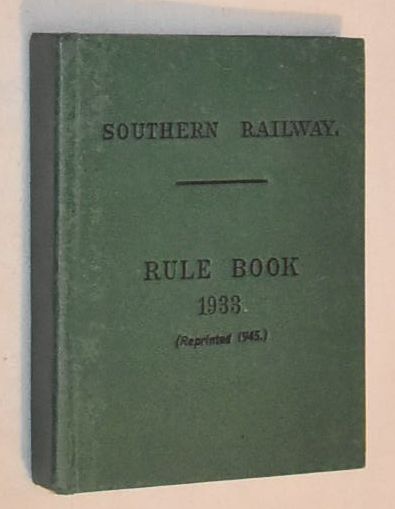 SOUTHERN RAILWAY.
RULE BOOK
1933.
(Reprinted 1945.)